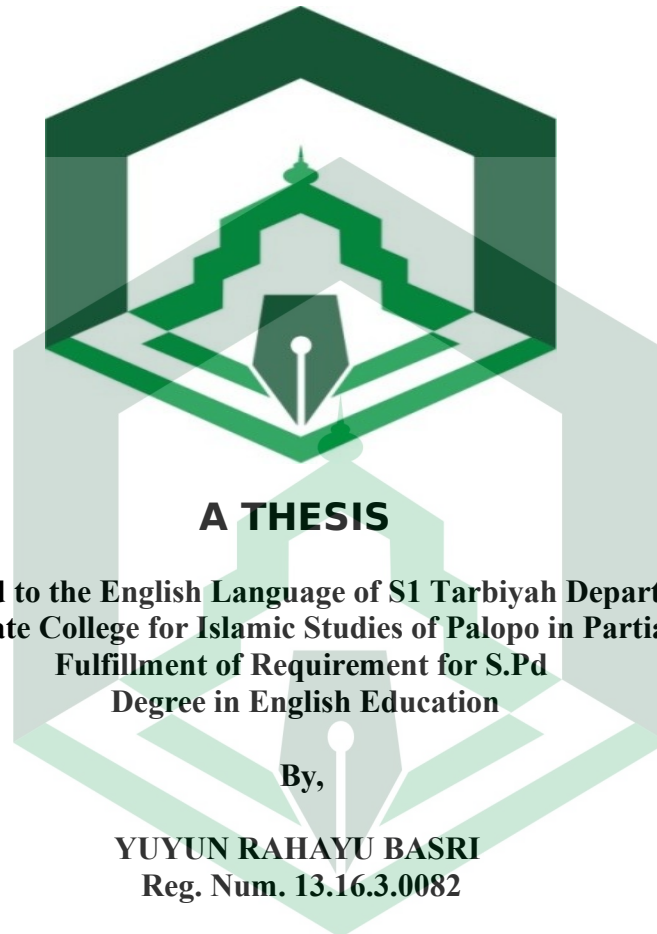 A THESIS
to the English Language of S1 Tarbiyah
College for Islamic Studies of Palopo in
Fulfillment of Requirement for S.Pd
Degree in English Education
By,
YUYUN RAHAYU BASRI
Reg. Num. 13.16.3.0082